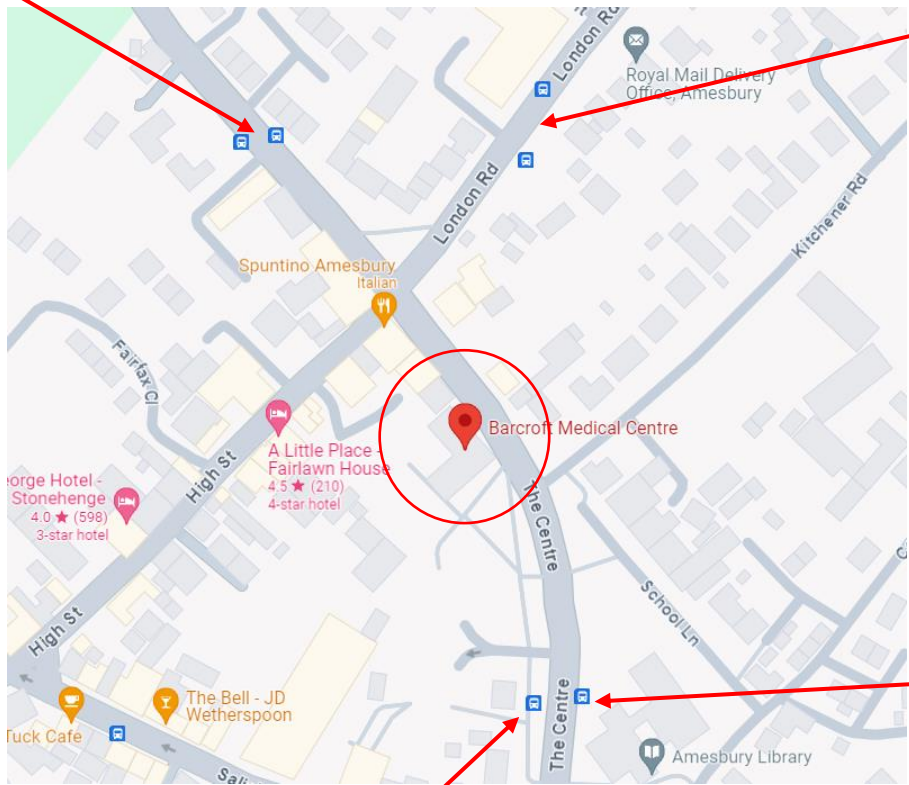 London Rd
Royal Mail Delivery
Office, Amesbury
London Rd
Kitchener Rd
Spuntino Amesbury
Italian
Fairfax Cl
Barcroft Medical Centre
A Little Place -
Fairlawn House
4.5 ★ (210)
4-star hotel
High St
eorge Hotel -
Stonehenge
4.0 ★ (598)
3-star hotel
The Centre
School Ln
High St
The Bell - JD
Wetherspoon
Tuck Cafe
The Centre
Amesbury Library